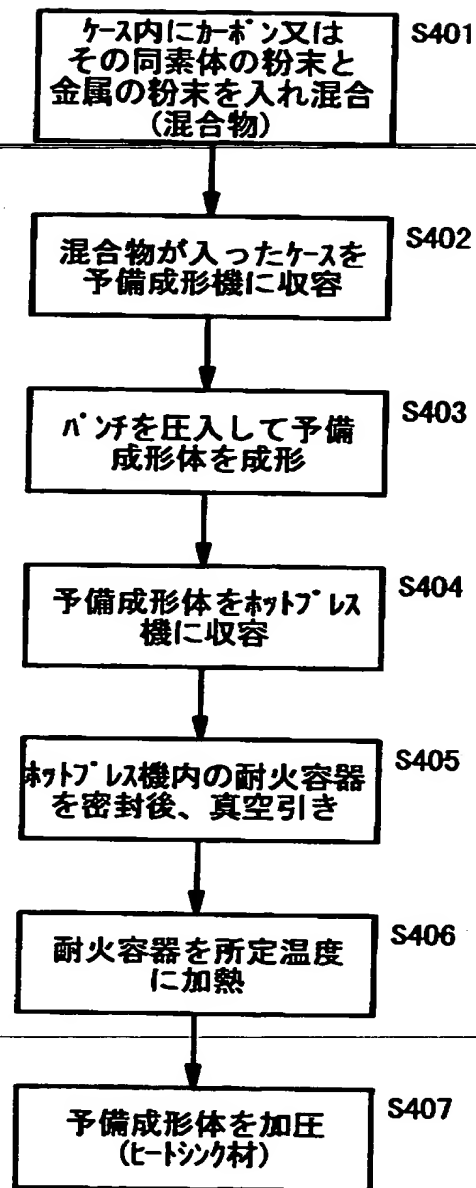 ケース内にカーボン又は
その同素体の粉末と
金属の粉末を入れ混合
(混合物)
S401
混合物が入ったケースを
予備成形機に収容
S402
パンチを圧入して予備
成形体を成形
S403
予備成形体をホットプレス
機に収容
S404
ホットプレス機内の耐火容器
を密封後、真空引き
S405
耐火容器を所定温度
に加熱
S406
予備成形体を加圧
(ヒートシンク材)
S407